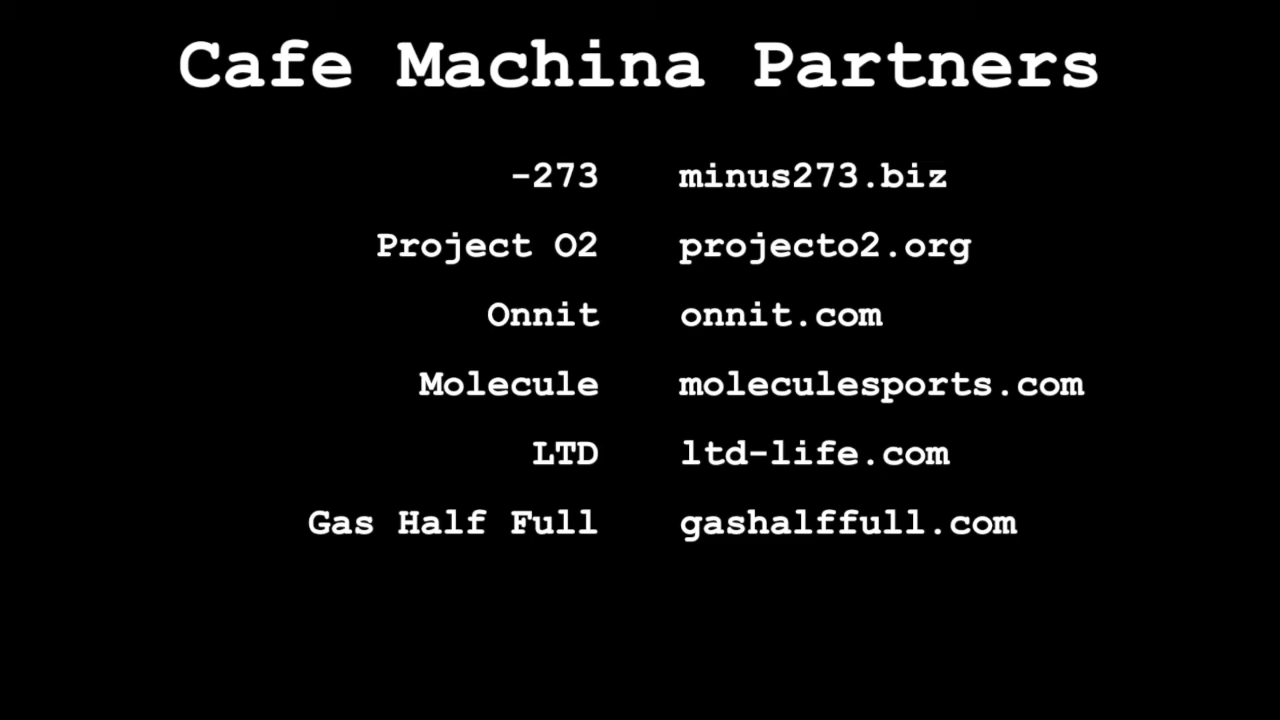 Cafe Machina Partners
-273 minus273.biz
Project O2 projecto2.org
Onnit onnit.com
Molecule moleculesports.com
LTD ltd-life.com
Gas Half Full gashalffull.com